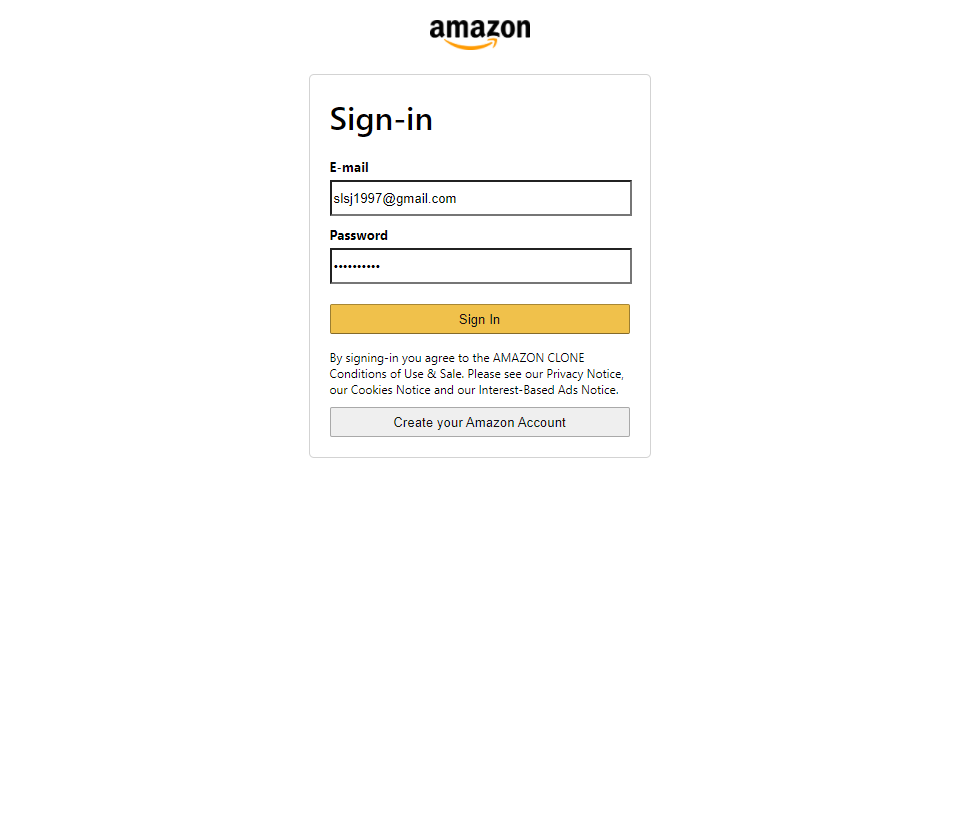 amazon
Sign-in
E-mail
slsj1997@gmail.com
Password
••••••••••
Sign In
By signing-in you agree to the AMAZON CLONE
Conditions of Use & Sale. Please see our Privacy Notice,
our Cookies Notice and our Interest-Based Ads Notice.
Create your Amazon Account